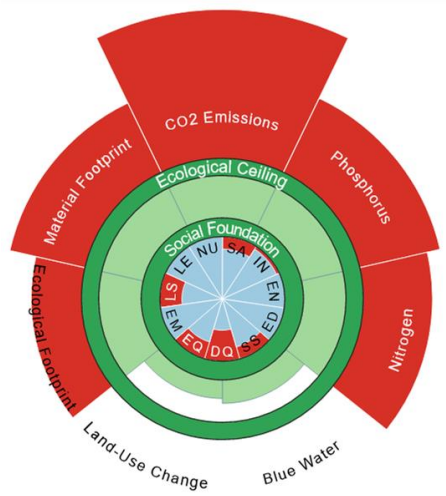 CO2 Emissions
Phosphorus
Nitrogen
Blue Water
Land-Use Change
Ecological Footprint
Material Footprint
Ecological Ceiling
Social Foundation
NU
SA
IN
EN
ED
SS
DQ
EQ
EM
LS
LE